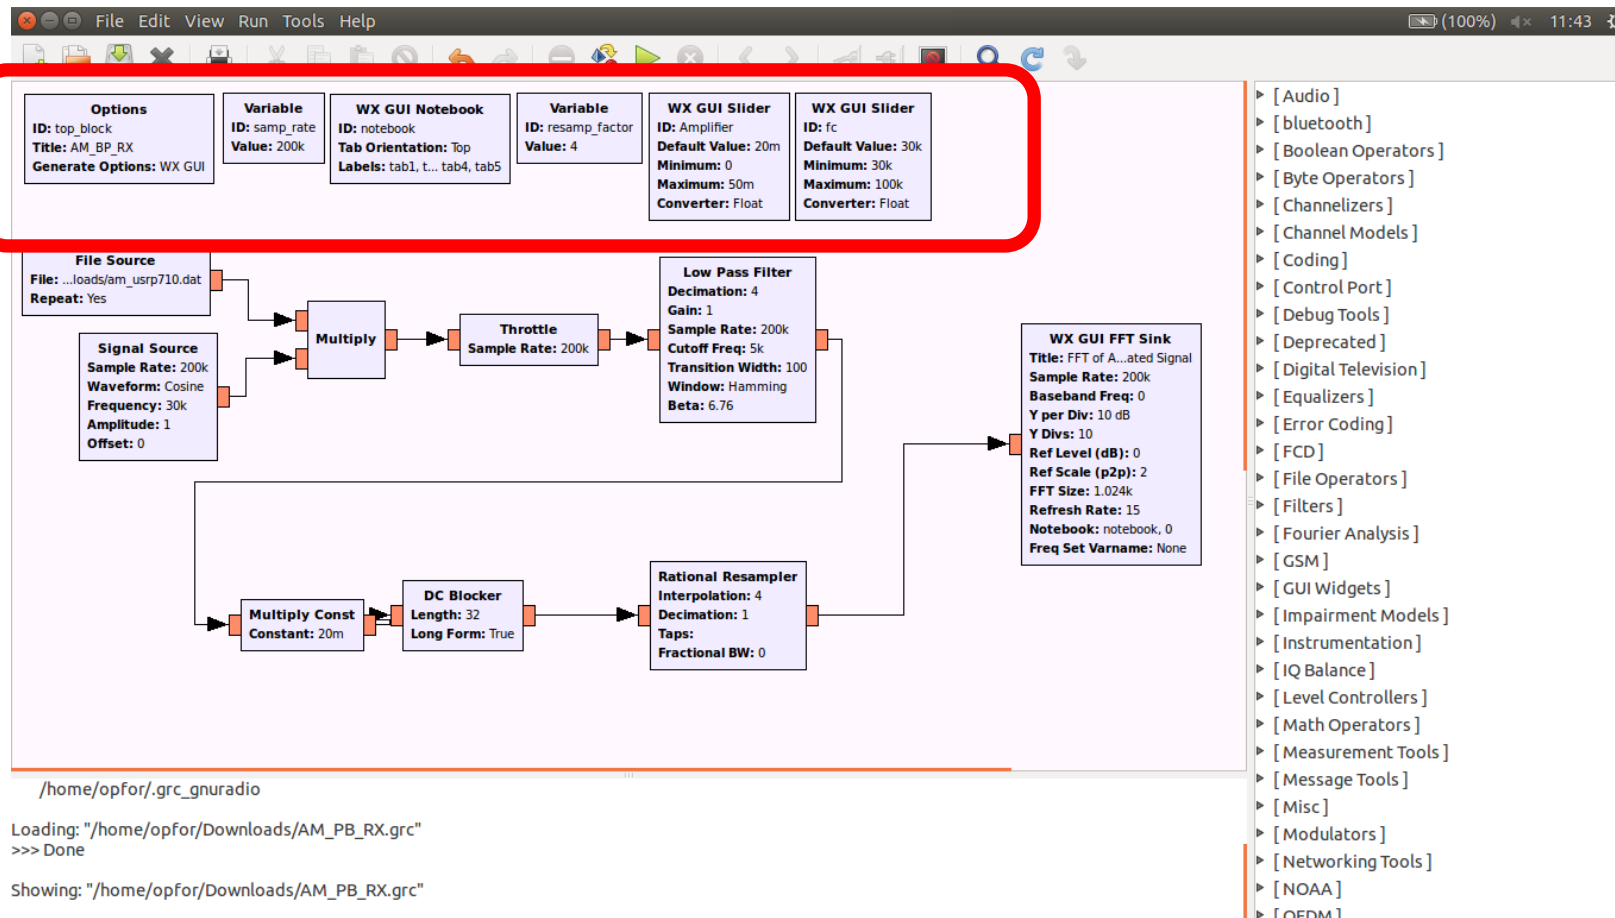 File Edit View Run Tools Help
(100%) 11:43
Options
ID: top_block
Title: AM_BP_RX
Generate Options: WX GUI
Variable
ID: samp_rate
Value: 200k
WX GUI Notebook
ID: notebook
Tab Orientation: Top
Labels: tab1, t... tab4, tab5
Variable
ID: resamp_factor
Value: 4
WX GUI Slider
ID: Amplifier
Default Value: 20m
Minimum: 0
Maximum: 50m
Converter: Float
WX GUI Slider
ID: fc
Default Value: 30k
Minimum: 30k
Maximum: 100k
Converter: Float
File Source
File: ...loads/am_usrp710.dat
Repeat: Yes
Signal Source
Sample Rate: 200k
Waveform: Cosine
Frequency: 30k
Amplitude: 1
Offset: 0
Multiply
Throttle
Sample Rate: 200k
Low Pass Filter
Decimation: 4
Gain: 1
Sample Rate: 200k
Cutoff Freq: 5k
Transition Width: 100
Window: Hamming
Beta: 6.76
WX GUI FFT Sink
Title: FFT of A...ated Signal
Sample Rate: 200k
Baseband Freq: 0
Y per Div: 10 dB
Y Divs: 10
Ref Level (dB): 0
Ref Scale (p2p): 2
FFT Size: 1.024k
Refresh Rate: 15
Notebook: notebook, 0
Freq Set Varname: None
Multiply Const
Constant: 20m
DC Blocker
Length: 32
Long Form: True
Rational Resampler
Interpolation: 4
Decimation: 1
Taps:
Fractional BW: 0
[ Audio ]
[ bluetooth ]
[ Boolean Operators ]
[ Byte Operators ]
[ Channelizers ]
[ Channel Models ]
[ Coding ]
[ Control Port ]
[ Debug Tools ]
[ Deprecated ]
[ Digital Television ]
[ Equalizers ]
[ Error Coding ]
[ FCD ]
[ File Operators ]
[ Filters ]
[ Fourier Analysis ]
[ GSM ]
[ GUI Widgets ]
[ Impairment Models ]
[ Instrumentation ]
[ IQ Balance ]
[ Level Controllers ]
[ Math Operators ]
[ Measurement Tools ]
[ Message Tools ]
[ Misc ]
[ Modulators ]
[ Networking Tools ]
[ NOAA ]
[ OFDM ]
/home/opfor/.grc_gnuradio
Loading: "/home/opfor/Downloads/AM_PB_RX.grc"
>>> Done
Showing: "/home/opfor/Downloads/AM_PB_RX.grc"